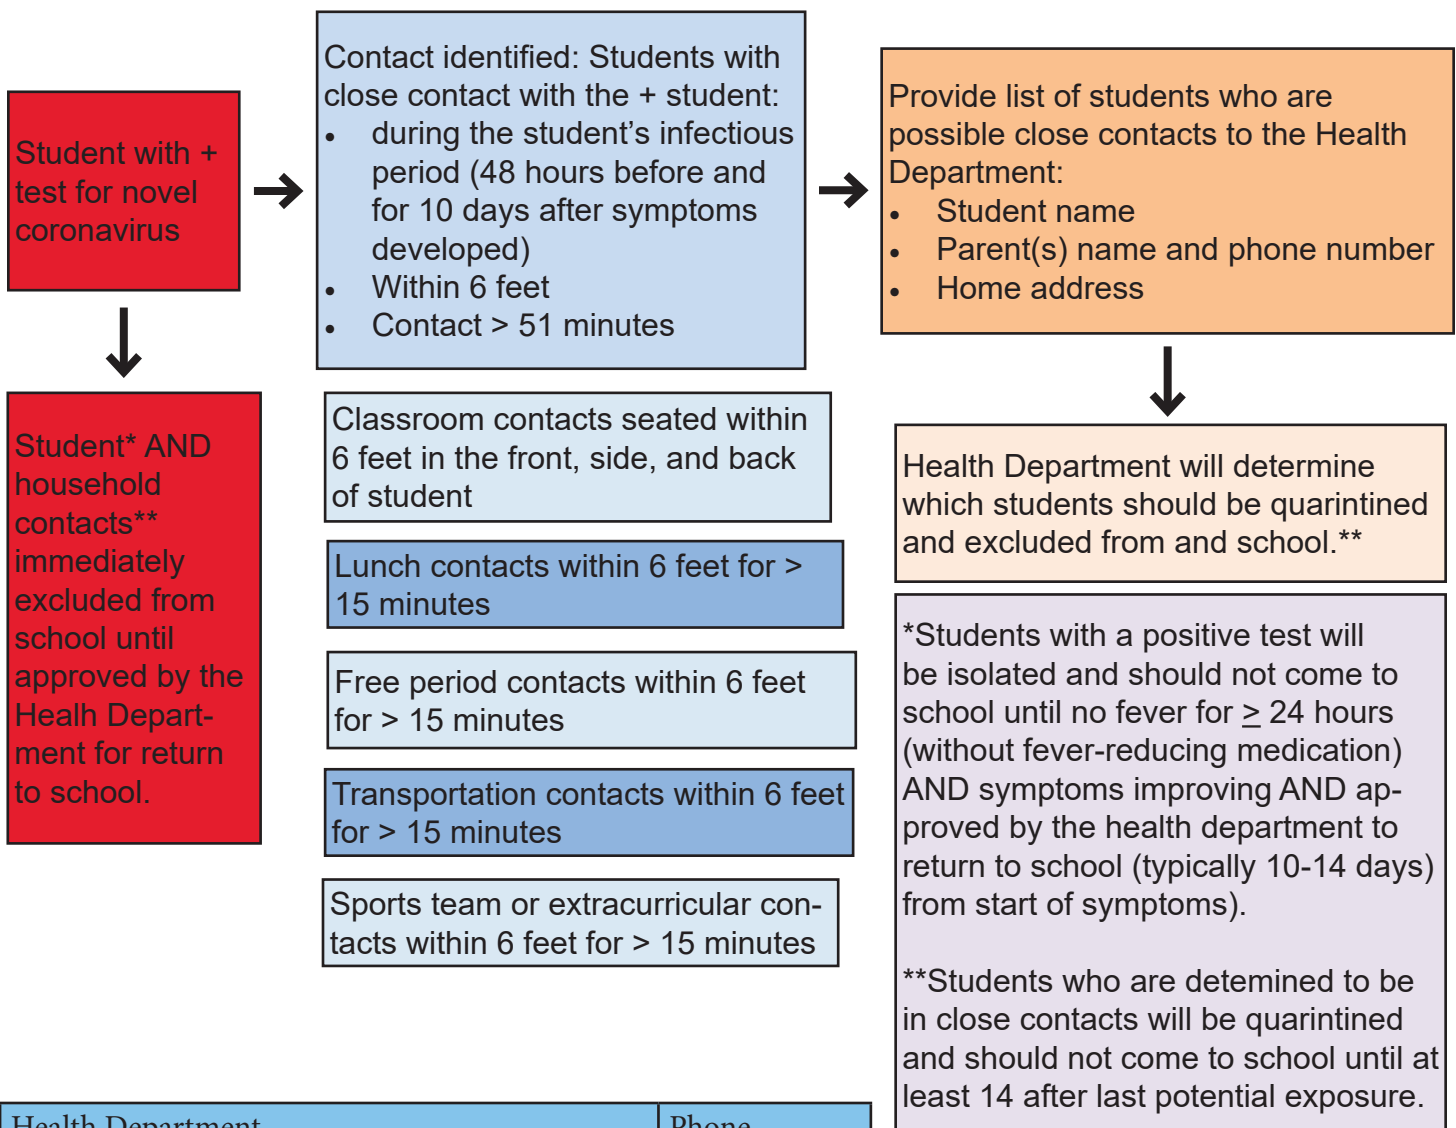 Student with +
test for novel
coronavirus
Contact identified: Students with
close contact with the + student:
• during the student’s infectious
period (48 hours before and
for 10 days after symptoms
developed)
• Within 6 feet
• Contact > 51 minutes
Provide list of students who are
possible close contacts to the Health
Department:
• Student name
• Parent(s) name and phone number
• Home address
Student* AND
household
contacts**
immediately
excluded from
school until
approved by the
Healh Depart-
ment for return
to school.
Classroom contacts seated within
6 feet in the front, side, and back
of student
Lunch contacts within 6 feet for >
15 minutes
Free period contacts within 6 feet
for > 15 minutes
Transportation contacts within 6 feet
for > 15 minutes
Sports team or extracurricular con-
tacts within 6 feet for > 15 minutes
Health Department will determine
which students should be quarintined
and excluded from and school.**
*Students with a positive test will
be isolated and should not come to
school until no fever for ≥ 24 hours
(without fever-reducing medication)
AND symptoms improving AND ap-
proved by the health department to
return to school (typically 10-14 days)
from start of symptoms).
**Students who are detemined to be
in close contacts will be quarintined
and should not come to school until at
least 14 after last potential exposure.
Health Department
Phone